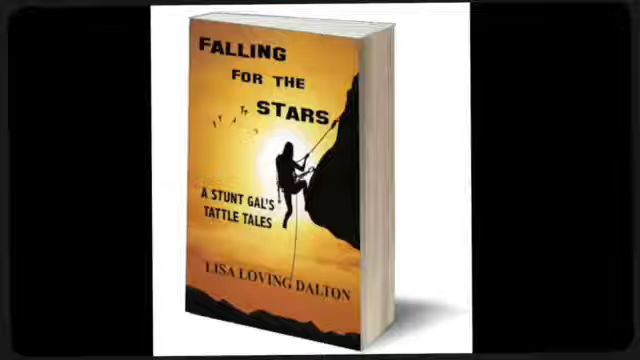 FALLING
FOR THE
STARS
A STUNT GAL'S
TATTLE TALES
LISA LOVING DALTON